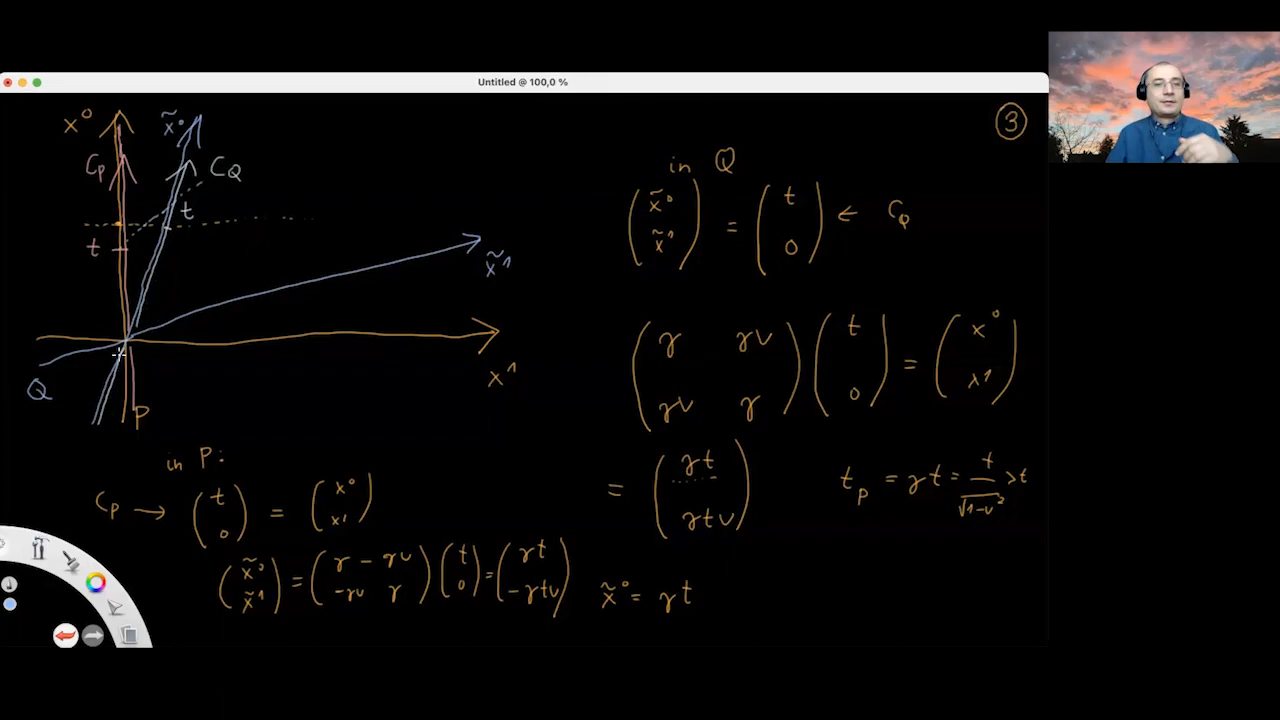 Untitled @ 100,0 %
3
x⁰
x̃⁰
C_P
C_Q
t
t
x̃¹
x¹
Q
P
in Q
(x̃⁰ x̃¹) = (t 0) ← C_Q
(γ γv γv γ) (t 0) = (x⁰ x¹)
= (γt γtv)
t_P = γt = t/√1-v² > t
in P:
C_P → (t 0) = (x⁰ x¹)
(x̃⁰ x̃¹) = (γ -γv -γv γ) (t 0) = (γt -γtv)
x̃⁰ = γt